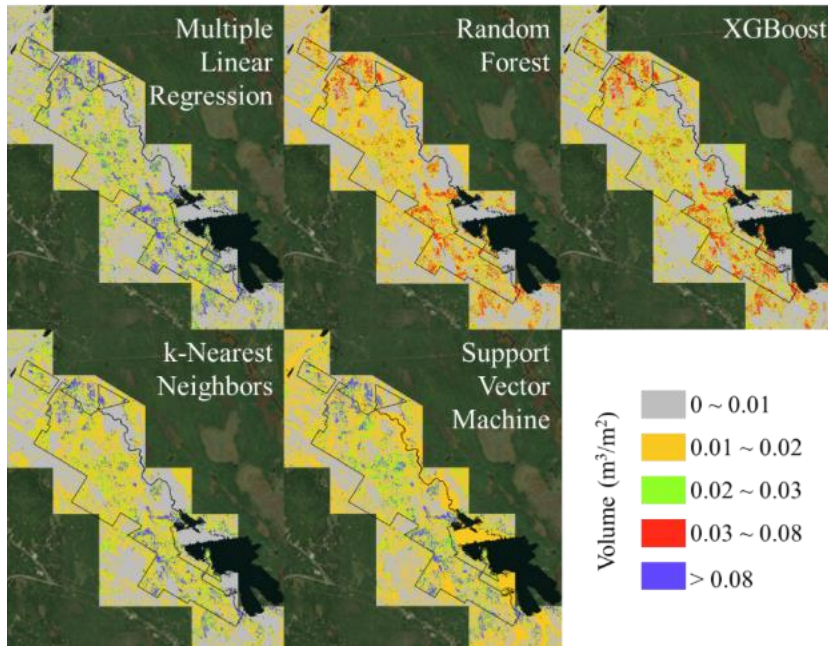 Multiple
Linear
Regression
Random
Forest
XGBoost
k-Nearest
Neighbors
Support
Vector
Machine
Volume (m³/m²)
0 ~ 0.01
0.01 ~ 0.02
0.02 ~ 0.03
0.03 ~ 0.08
> 0.08